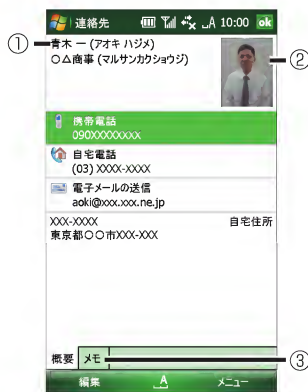 連絡先 A 10:00 ok
① 青木 一 (アオキ ハジメ)
○△商事 (マルサンカクショウジ)
②
携帯電話
090XXXXXXXX
自宅電話
(03) XXXX-XXXX
電子メールの送信
aoki@xxx.xxx.ne.jp
XXX-XXXX 自宅住所
東京都○○市XXX-XXX
概要 メモ ③
編集 A メニュー